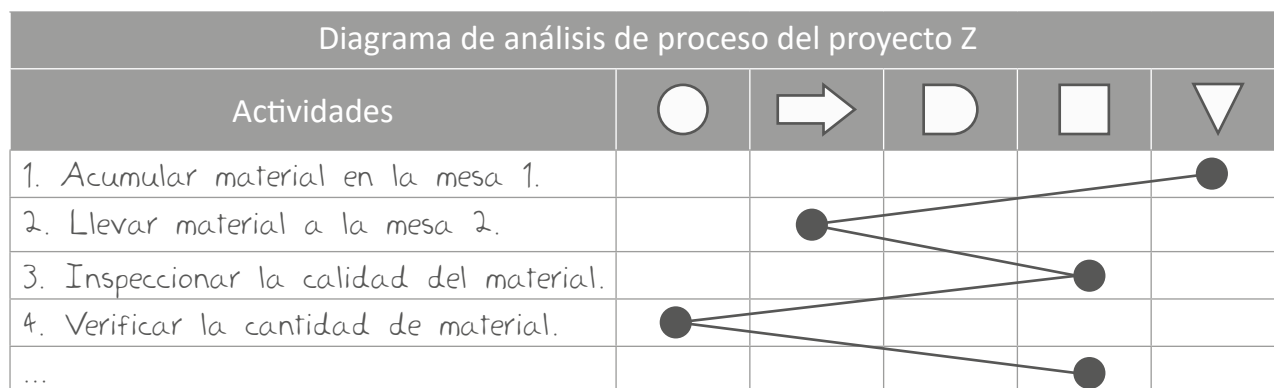 Diagrama de análisis de proceso del proyecto Z
Actividades
1. Acumular material en la mesa 1.
2. Llevar material a la mesa 2.
3. Inspeccionar la calidad del material.
4. Verificar la cantidad de material.
...